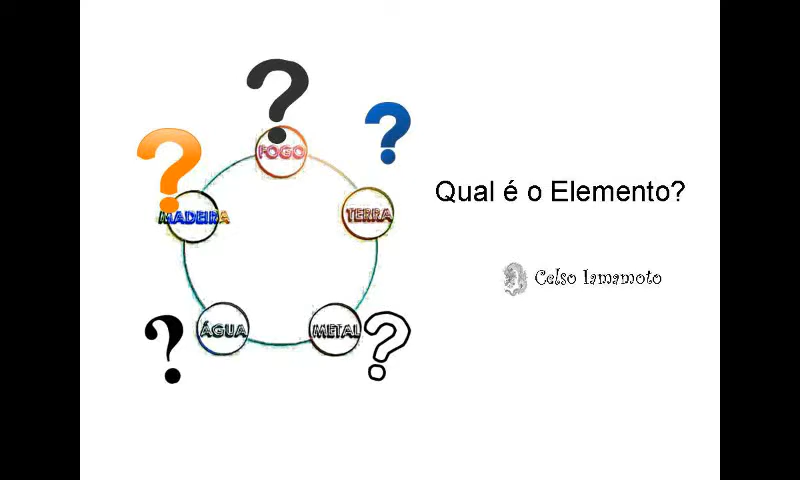 FOGO
MADEIRA
TERRA
ÁGUA
METAL
Qual é o Elemento?
Celso Iamamoto